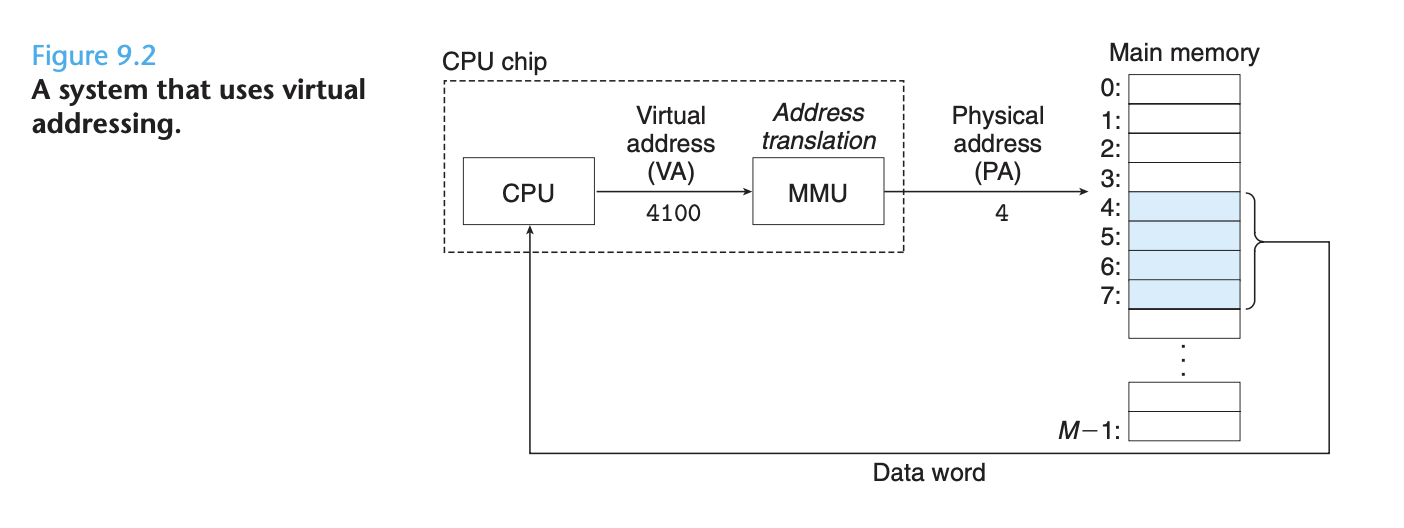 Figure 9.2
A system that uses virtual
addressing.
CPU chip
CPU
Virtual
address
(VA)
4100
Address
translation
MMU
Physical
address
(PA)
4
Main memory
0:
1:
2:
3:
4:
5:
6:
7:
M−1:
Data word